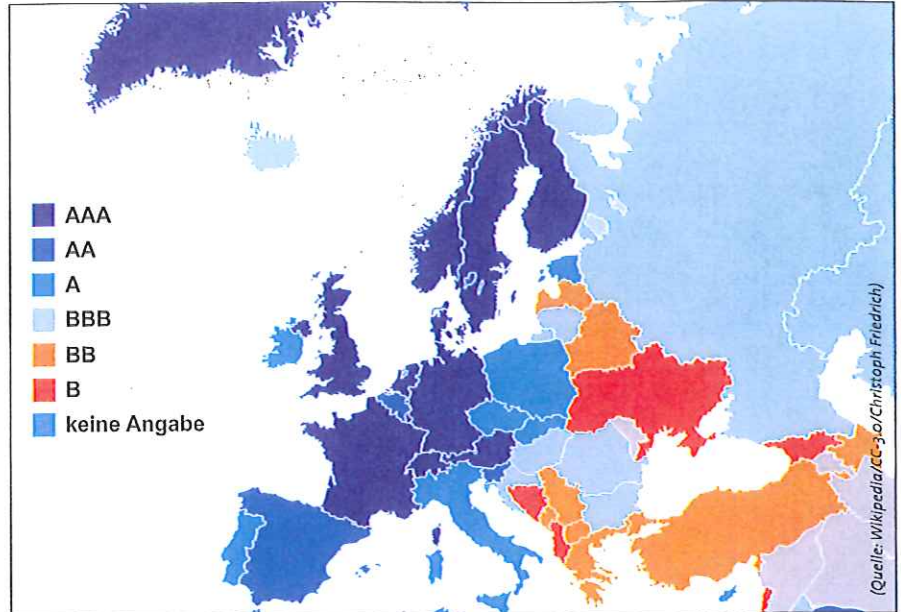 AAA
AA
A
BBB
BB
B
keine Angabe
(Quelle: Wikipedia/CC-3.0/Christoph Friedrich)